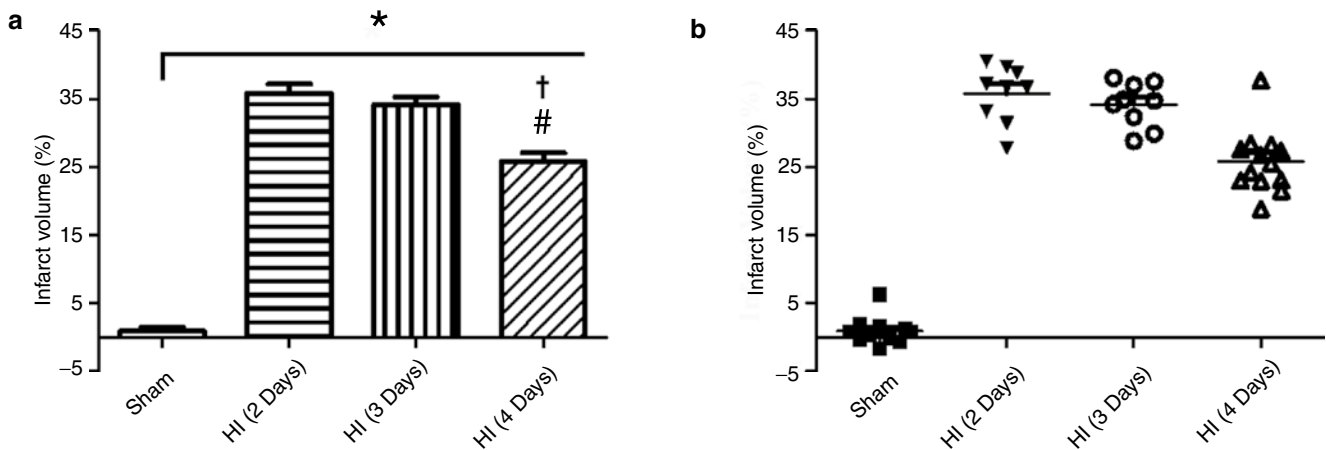 a
*
45
35
25
15
5
−5
Infarct volume (%)
†
#
Sham
HI (2 Days)
HI (3 Days)
HI (4 Days)
b
45
35
25
15
5
−5
Infarct volume (%)
Sham
HI (2 Days)
HI (3 Days)
HI (4 Days)